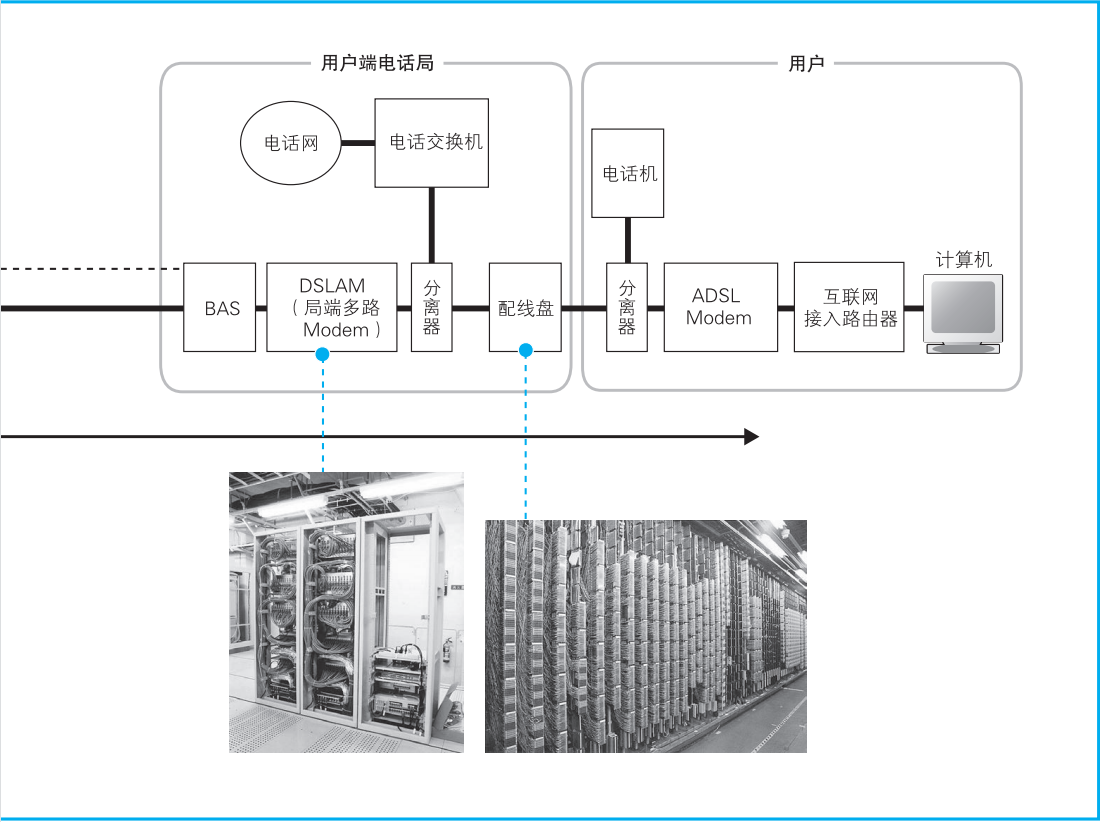 用户端电话局
用户
电话网
电话交换机
电话机
计算机
BAS
DSLAM
（局端多路
Modem）
分
离
器
配线盘
分
离
器
ADSL
Modem
互联网
接入路由器